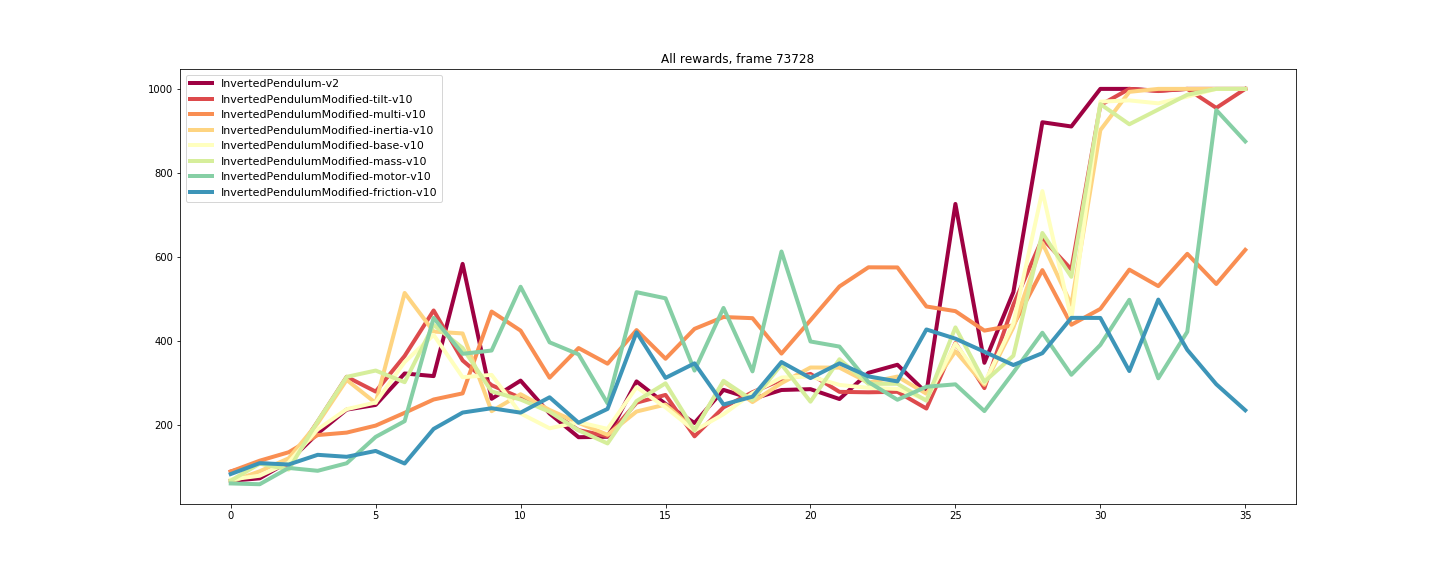 All rewards, frame 73728
1000
800
600
400
200
InvertedPendulum-v2
InvertedPendulumModified-tilt-v10
InvertedPendulumModified-multi-v10
InvertedPendulumModified-inertia-v10
InvertedPendulumModified-base-v10
InvertedPendulumModified-mass-v10
InvertedPendulumModified-motor-v10
InvertedPendulumModified-friction-v10
0 5 10 15 20 25 30 35